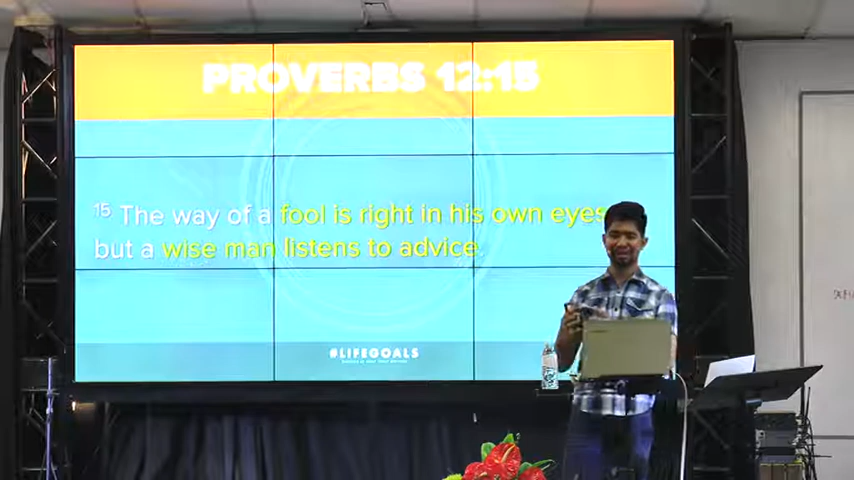 PROVERBS 12:15
15 The way of a fool is right in his own eyes
but a wise man listens to advice
#LIFEGOALS